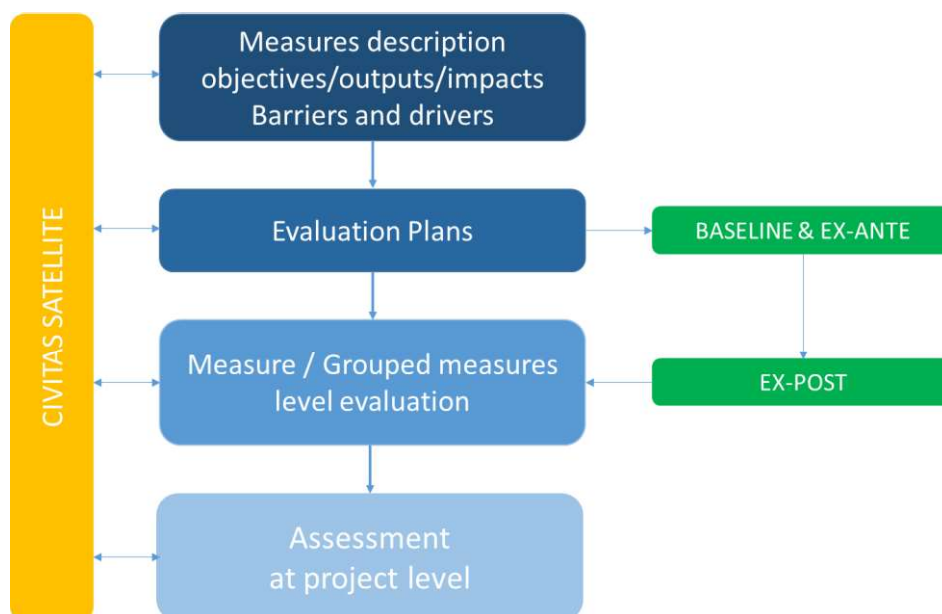 CIVITAS SATELLITE
Measures description
objectives/outputs/impacts
Barriers and drivers
Evaluation Plans
BASELINE & EX-ANTE
Measure / Grouped measures
level evaluation
EX-POST
Assessment
at project level